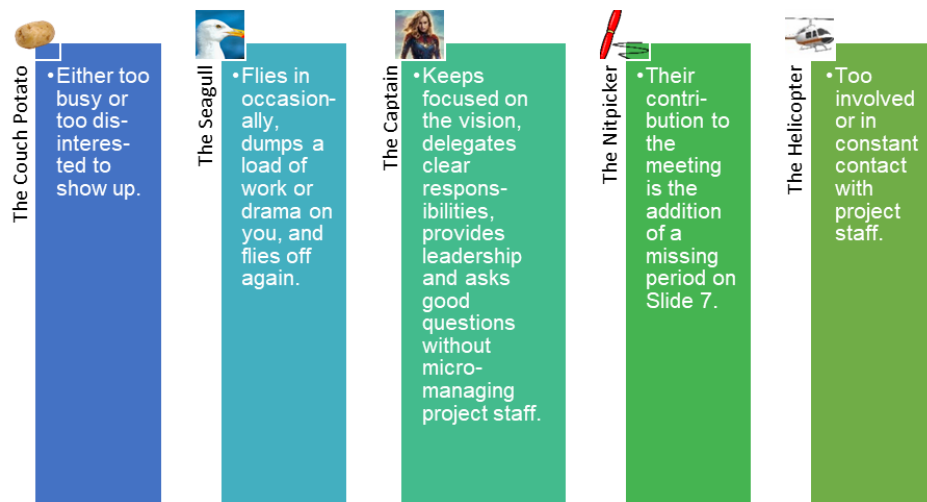 The Couch Potato
•Either too
busy or
too dis-
interes-
ted to
show up.
The Seagull
•Flies in
occasion-
ally,
dumps a
load of
work or
drama on
you, and
flies off
again.
The Captain
•Keeps
focused on
the vision,
delegates
clear
respons-
ibilities,
provides
leadership
and asks
good
questions
without
micro-
managing
project staff.
The Nitpicker
•Their
contri-
bution to
the
meeting
is the
addition
of a
missing
period on
Slide 7.
The Helicopter
•Too
involved
or in
constant
contact
with
project
staff.